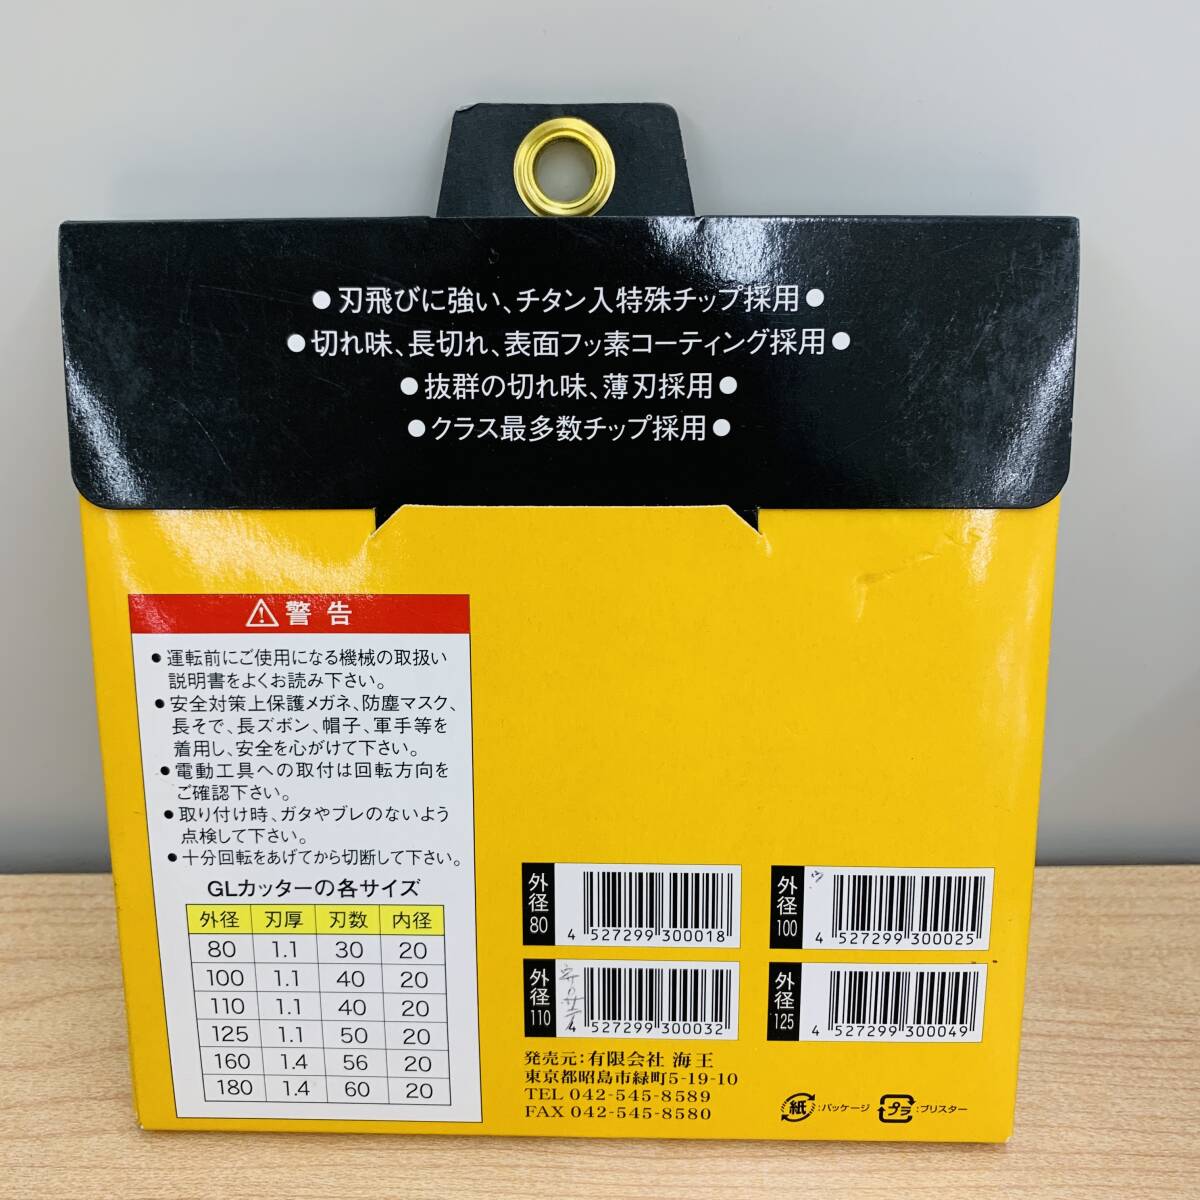 ●刃飛びに強い、チタン入特殊チップ採用●
●切れ味、長切れ、表面フッ素コーティング採用●
●抜群の切れ味、薄刃採用●
●クラス最多数チップ採用●
⚠警告
●運転前にご使用になる機械の取扱い
説明書をよくお読み下さい。
●安全対策上保護メガネ、防塵マスク、
長そで、長ズボン、帽子、軍手等を
着用し、安全を心がけて下さい。
●電動工具への取付は回転方向を
ご確認下さい。
●取り付け時、ガタやブレのないよう
点検して下さい。
●十分回転をあげてから切断して下さい。
GLカッターの各サイズ
外径 刃厚 刃数 内径
80 1.1 30 20
100 1.1 40 20
110 1.1 40 20
125 1.1 50 20
160 1.4 56 20
180 1.4 60 20
外径80
4 527299 300018
外径100
4 527299 300025
外径110
4 527299 300032
外径125
4 527299 300049
発売元:有限会社 海王
東京都昭島市緑町5-19-10
TEL 042-545-8589
FAX 042-545-8580
紙:パッケージ プラ:ブリスター